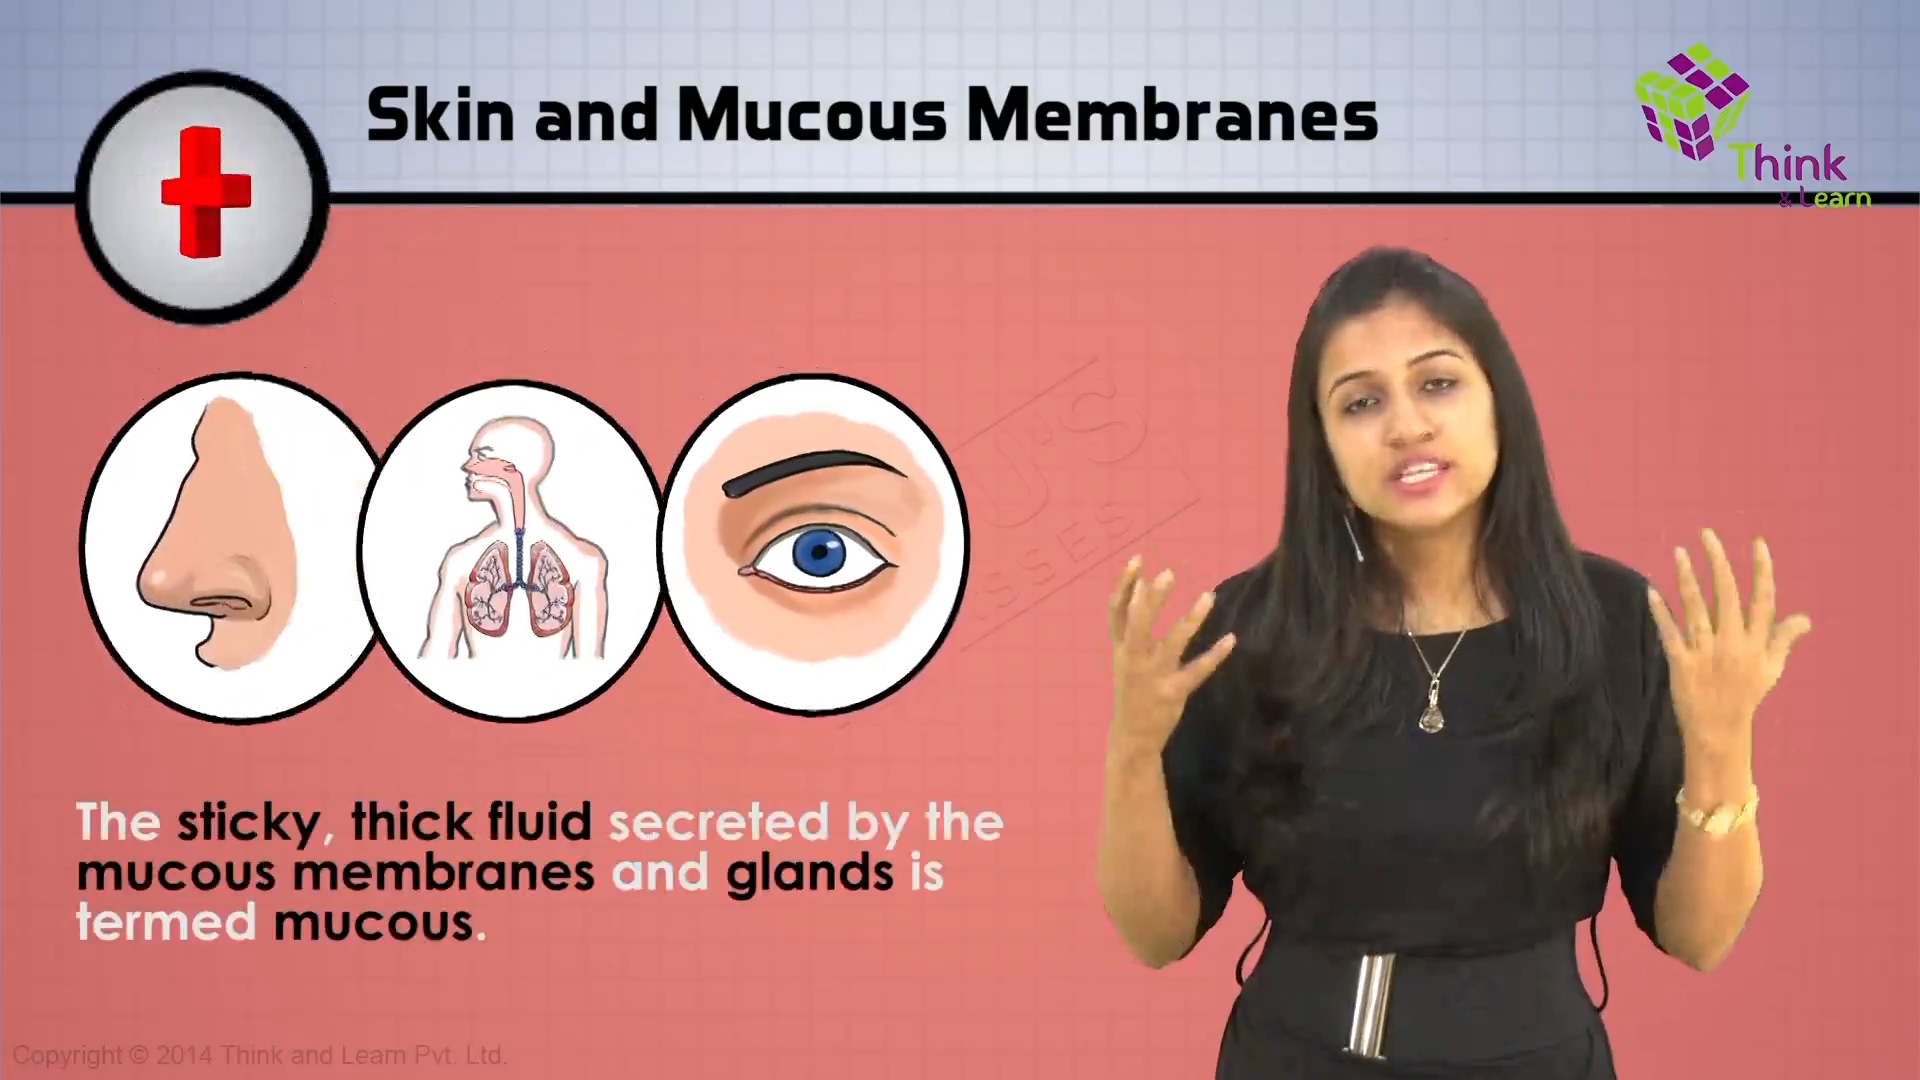 Skin and Mucous Membranes
Think
& Learn
The sticky, thick fluid secreted by the
mucous membranes and glands is
termed mucous.
Copyright © 2014 Think and Learn Pvt. Ltd.